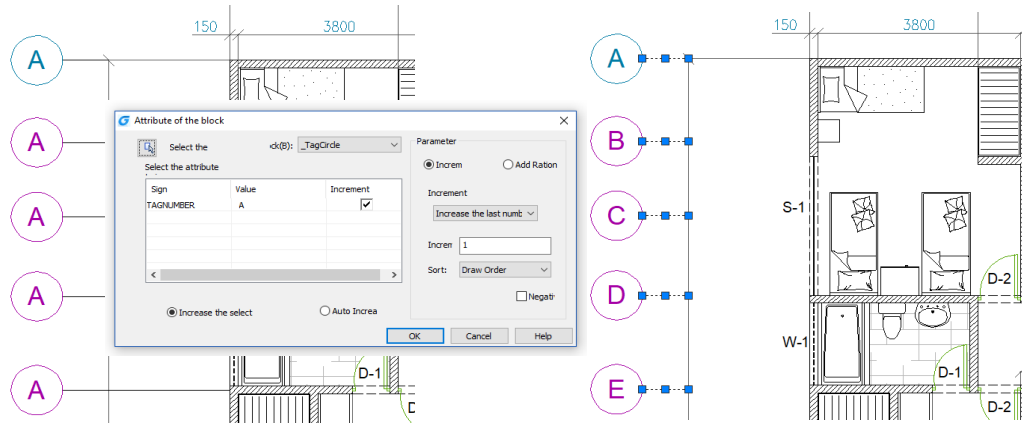 150
3800
A
A
A
A
A
Attribute of the block
Select the
ck(B):
_TagCircle
Select the attribute
Sign
Value
Increment
TAGNUMBER
A
Increase the select
Auto Increa
Parameter
Increm
Add Ration
Increment
Increase the last numb
Increm
1
Sort:
Draw Order
Negati
OK
Cancel
Help
D-1
D
150
3800
A
B
C
D
E
S-1
D-2
W-1
D-1
D-2